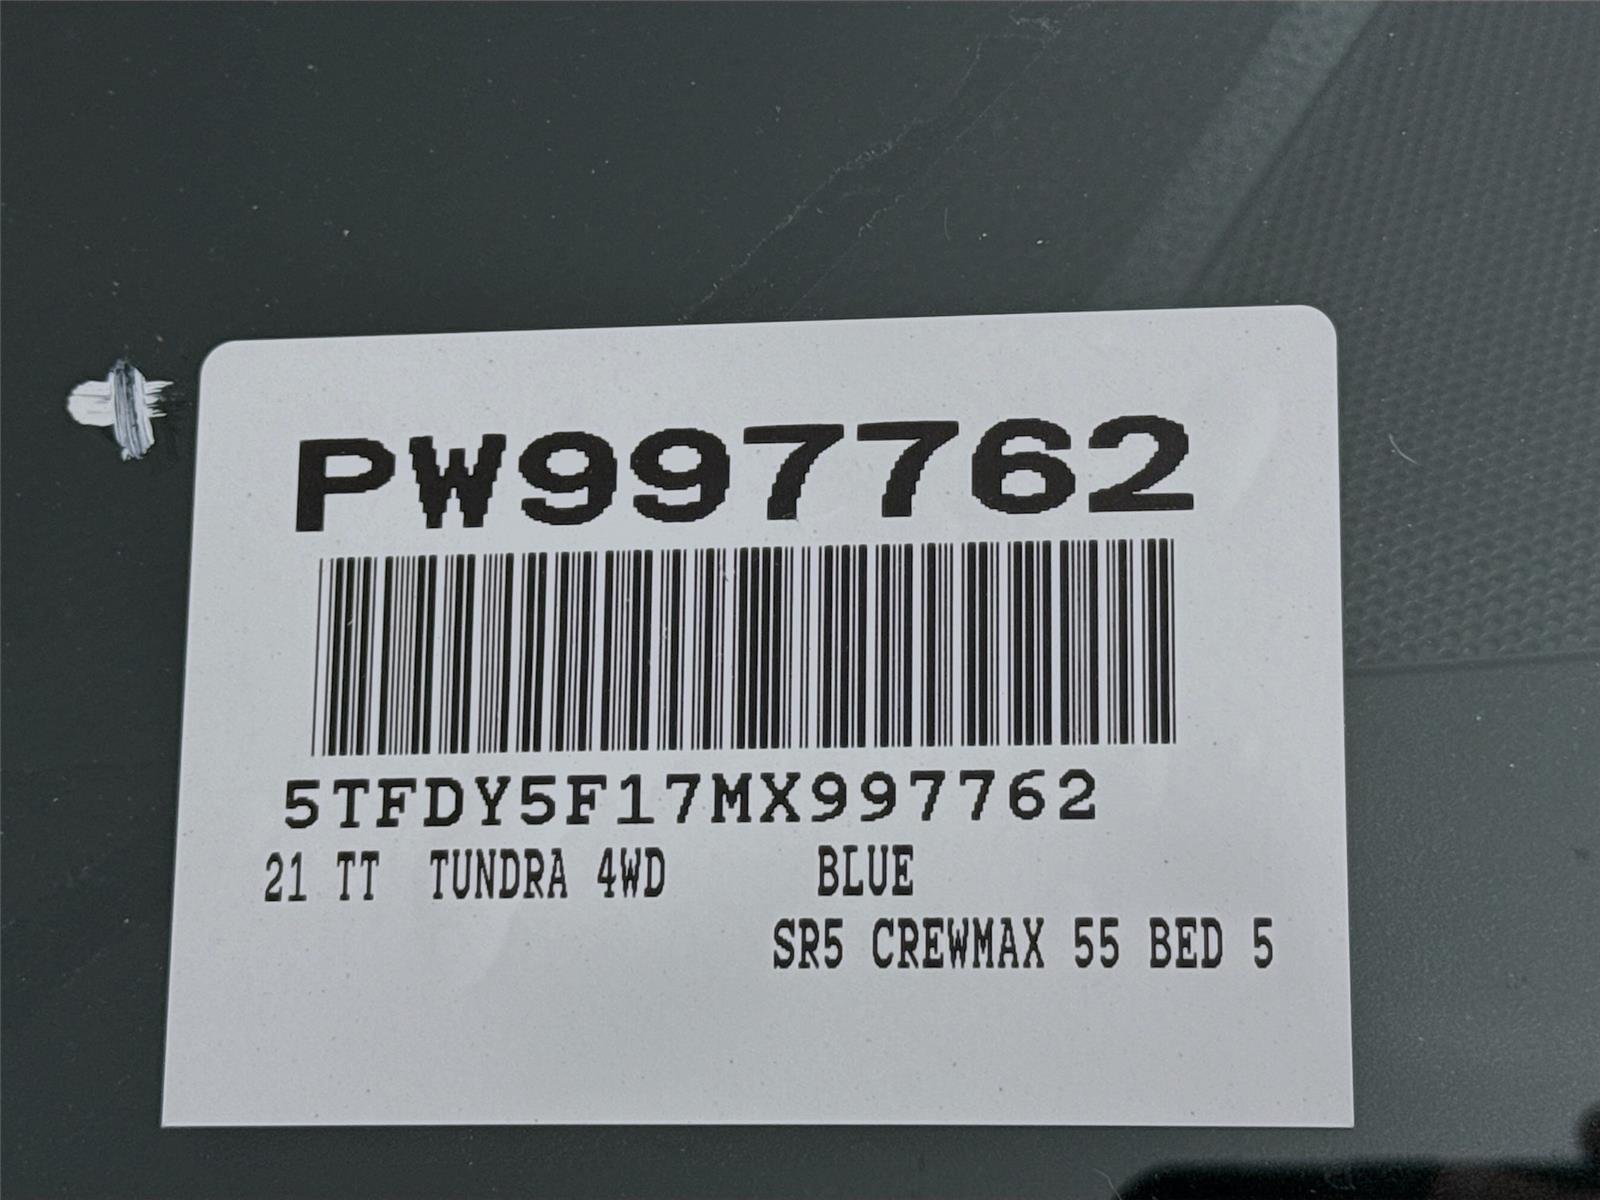 PW997762
5TFDY5F17MX997762
21 TT TUNDRA 4WD BLUE
SR5 CREWMAX 55 BED 5